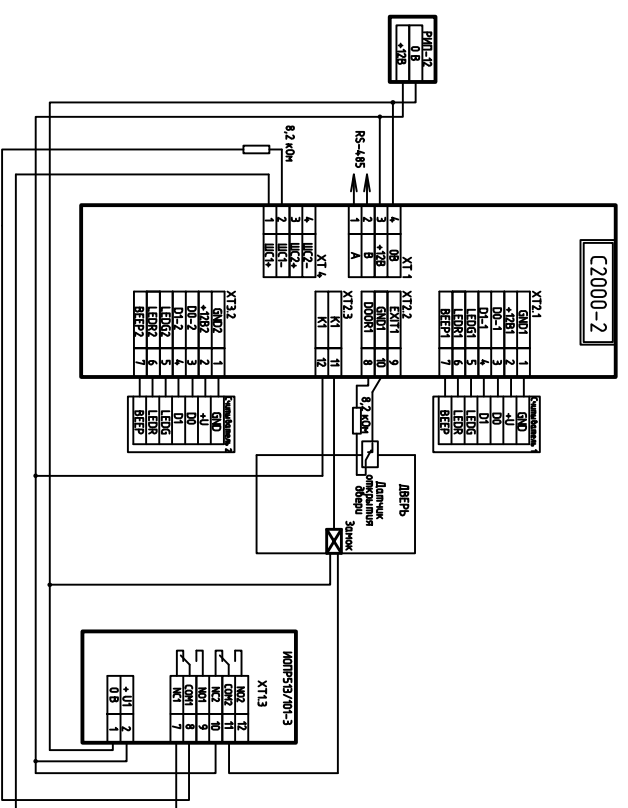 РИП-12
0 В
+12В
RS-485
8,2 кОм
С2000-2
XT 1
4 0В
3 +12В
2 B
1 A
XT 4
4 ШС2-
3 ШС2+
2 ШС1-
1 ШС1+
XT2.1
GND1 1
+12В1 2
D0-1 3
D1-1 4
LEDG1 5
LEDR1 6
BEEP1 7
XT2.2
EXIT1 9
GND1 10
DOOR1 8
XT2.3
K1 11
K1 12
XT3.2
GND2 1
+12В2 2
D0-2 3
D1-2 4
LEDG2 5
LEDR2 6
BEEP2 7
Считыватель 1
GND
+U
D0
D1
LEDG
LEDR
BEEP
Считыватель 2
GND
+U
D0
D1
LEDG
LEDR
BEEP
8,2 кОм
ДВЕРЬ
Датчик
открытия
двери
Замок
ИОПР513/101-3
XT1.3
NO2 12
COM2 11
NC2 10
NO1 9
COM1 8
NC1 7
+ U1 2
0 В 1